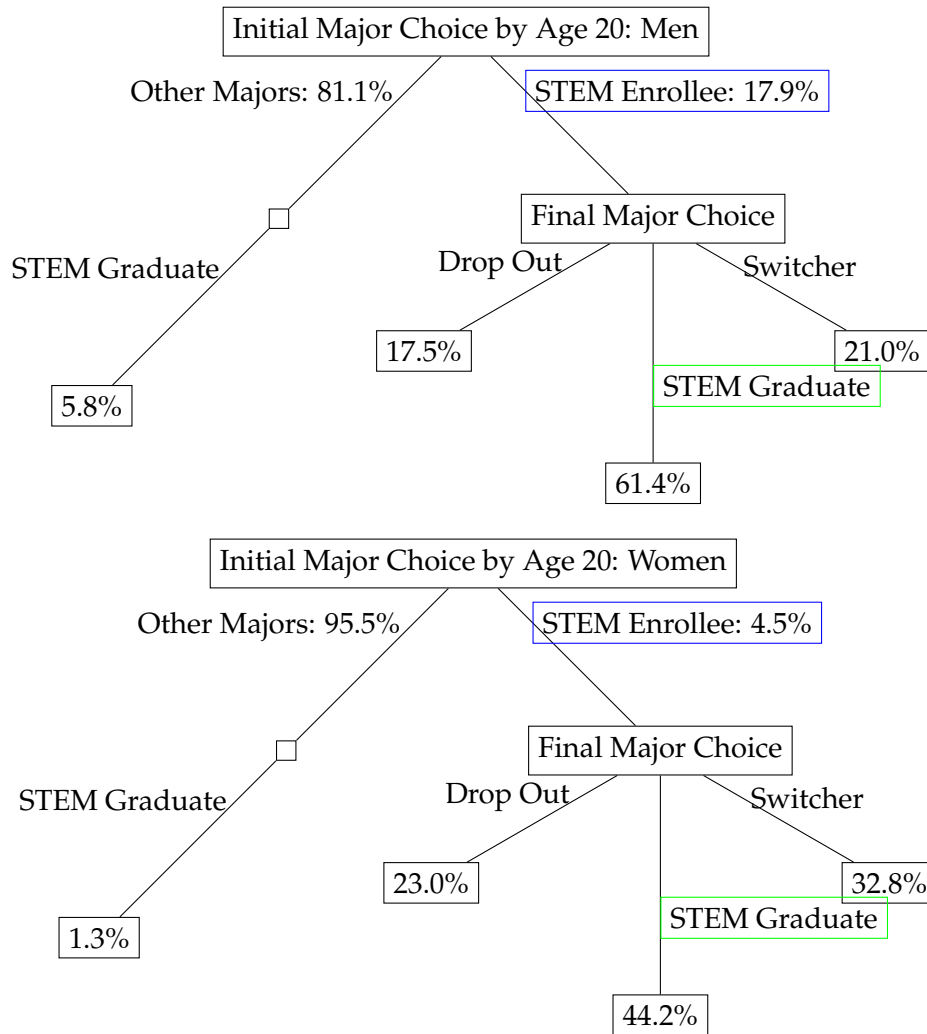 Initial Major Choice by Age 20: Men
Other Majors: 81.1%
STEM Enrollee: 17.9%
Final Major Choice
STEM Graduate
Drop Out
Switcher
17.5%
21.0%
STEM Graduate
5.8%
61.4%
Initial Major Choice by Age 20: Women
Other Majors: 95.5%
STEM Enrollee: 4.5%
Final Major Choice
STEM Graduate
Drop Out
Switcher
23.0%
32.8%
STEM Graduate
1.3%
44.2%